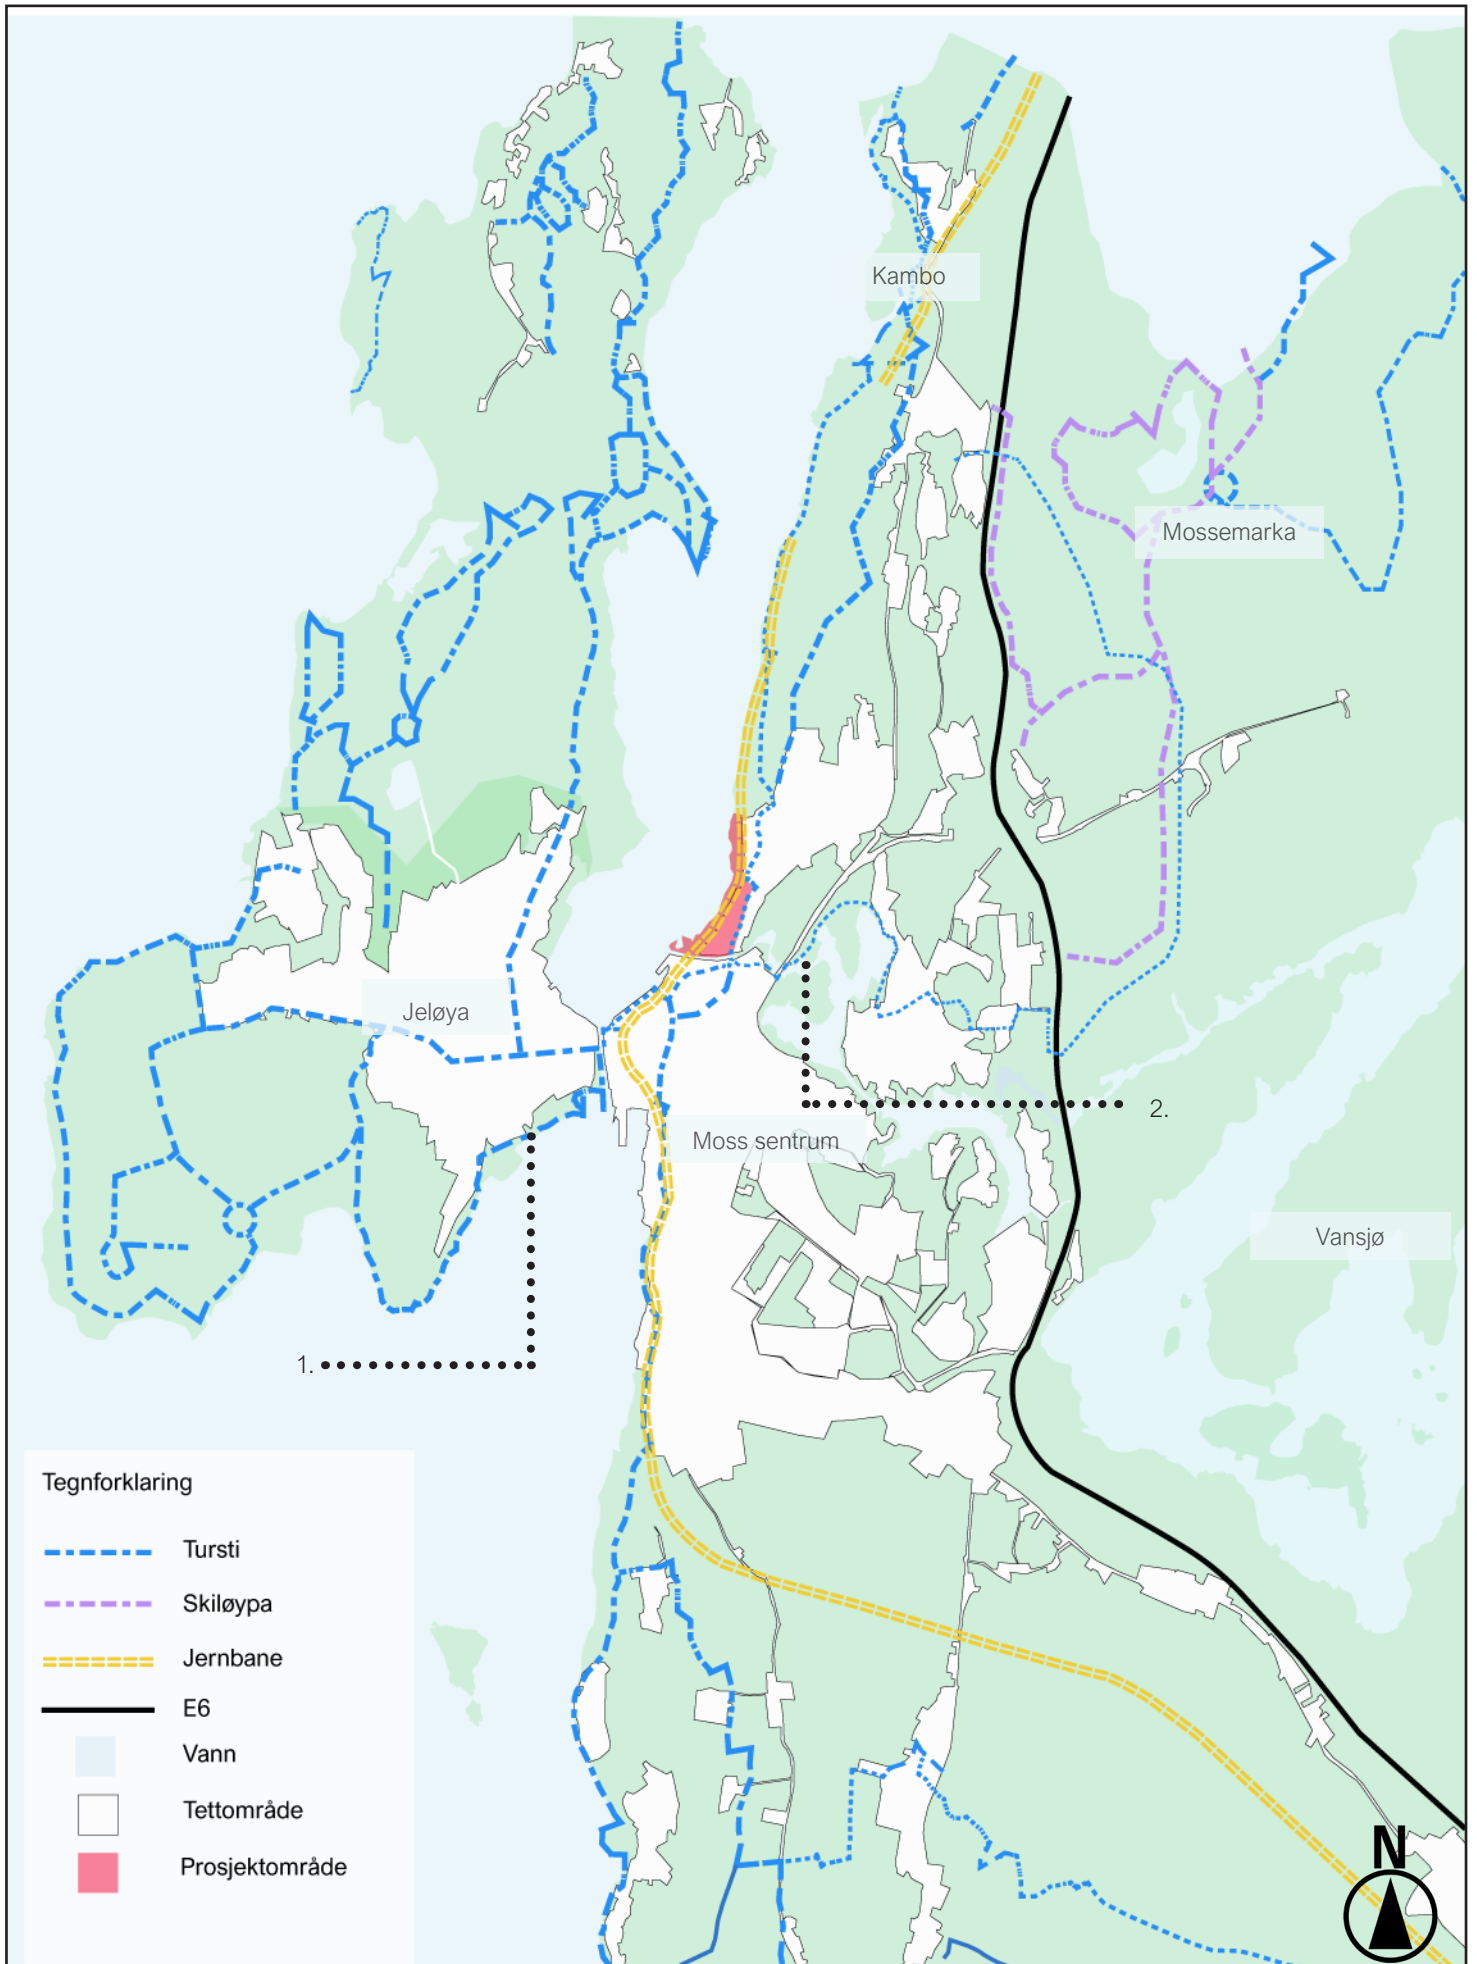 Kambo
Mossemarka
Jeløya
2.
Moss sentrum
Vansjø
1.
Tegnforklaring
Tursti
Skiløypa
Jernbane
E6
Vann
Tettområde
Prosjektområde
N